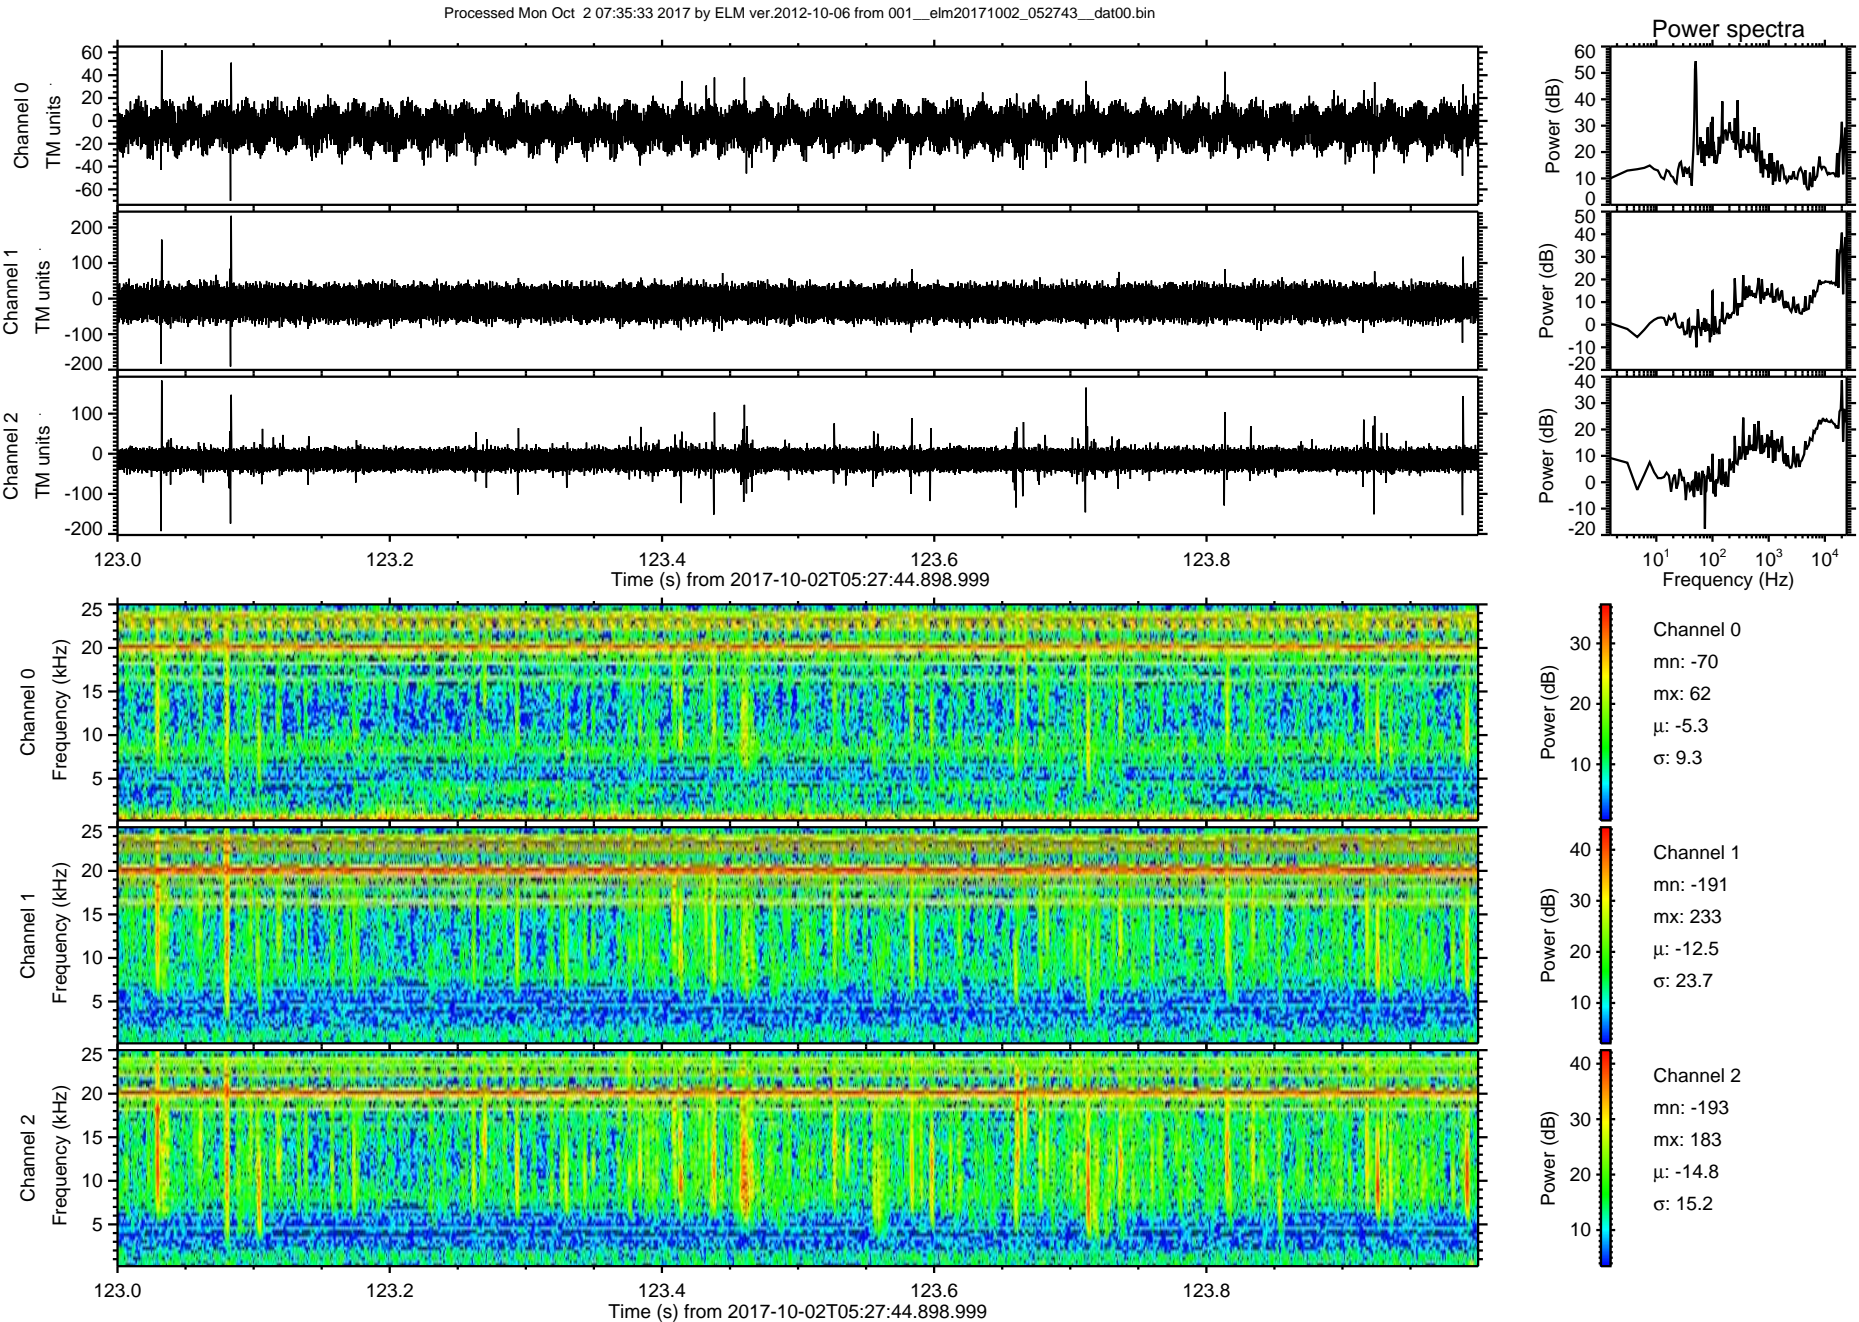 Processed Mon Oct  2 07:35:33 2017 by ELM ver.2012-10-06 from 001__elm20171002_052743__dat00.bin
Power spectra
Channel 0
TM units
60
40
20
0
-20
-40
-60
Power (dB)
60
50
40
30
20
10
0
Channel 1
TM units
200
100
0
-100
-200
Power (dB)
50
40
30
20
10
0
-10
-20
Channel 2
TM units
100
0
-100
-200
Power (dB)
40
30
20
10
0
-10
-20
123.0 123.2 123.4 123.6 123.8
Time (s) from 2017-10-02T05:27:44.898.999
10¹ 10² 10³ 10⁴
Frequency (Hz)
Channel 0
Frequency (kHz)
25
20
15
10
5
Power (dB)
30
20
10
Channel 0
mn: -70
mx: 62
μ: -5.3
σ: 9.3
Channel 1
Frequency (kHz)
25
20
15
10
5
Power (dB)
40
30
20
10
Channel 1
mn: -191
mx: 233
μ: -12.5
σ: 23.7
Channel 2
Frequency (kHz)
25
20
15
10
5
Power (dB)
40
30
20
10
Channel 2
mn: -193
mx: 183
μ: -14.8
σ: 15.2
123.0 123.2 123.4 123.6 123.8
Time (s) from 2017-10-02T05:27:44.898.999